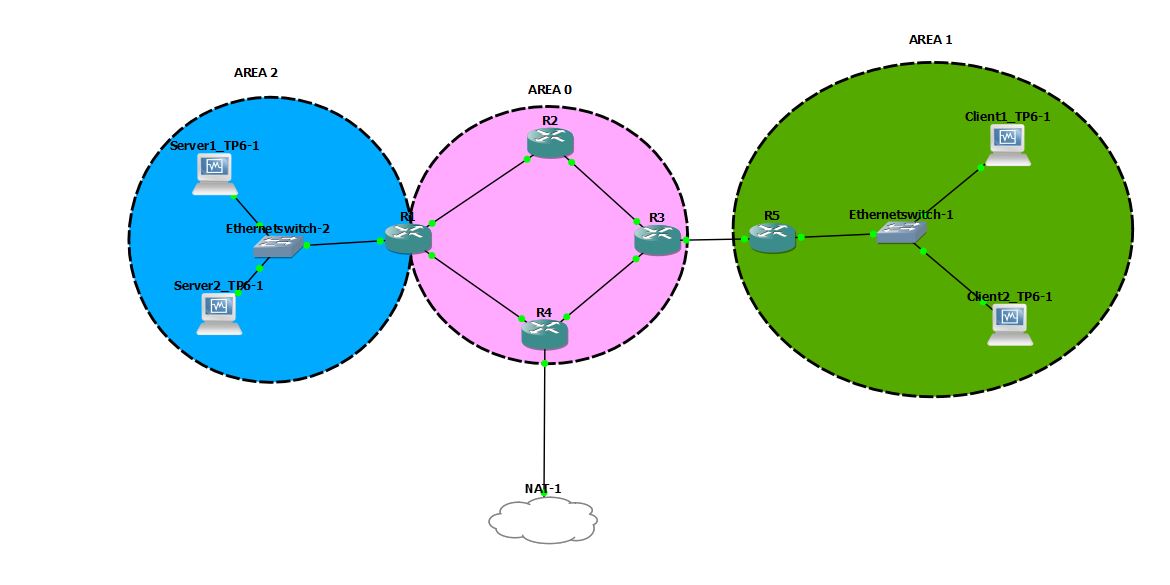 AREA 1
AREA 2
AREA 0
Client1_TP6-1
R2
Server1_TP6-1
R1
R3
R5
Ethernetswitch-1
Ethernetswitch-2
Server2_TP6-1
Client2_TP6-1
R4
NAT-1